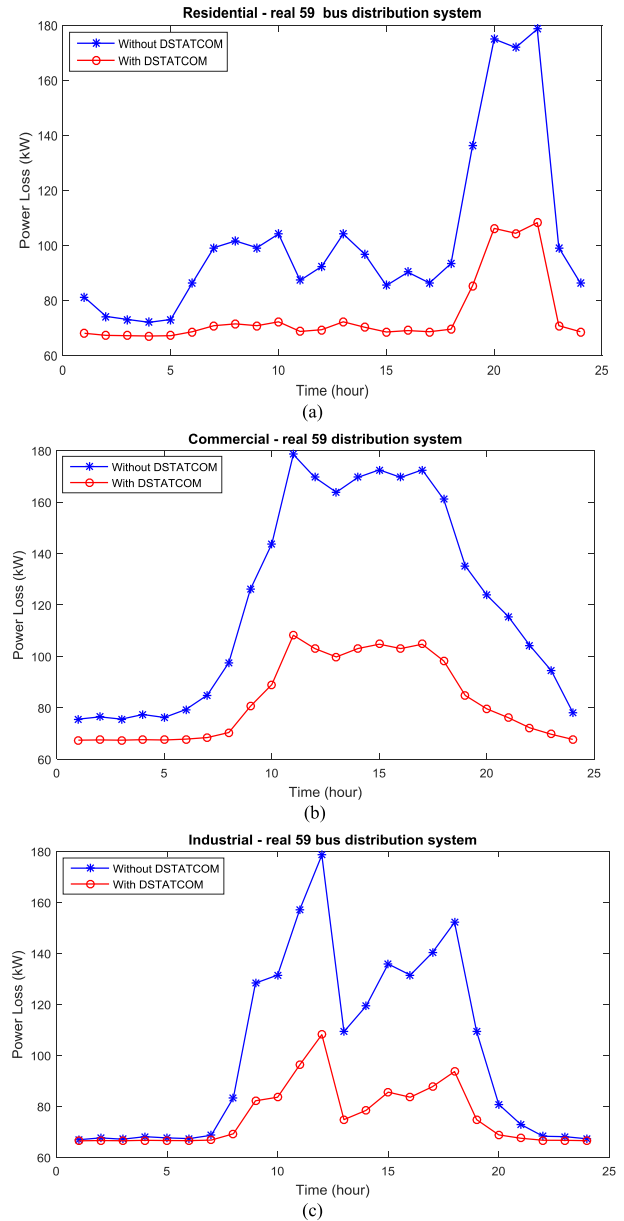 Residential - real 59 bus distribution system
180
160
140
120
100
80
60
Power Loss (kW)
Without DSTATCOM
With DSTATCOM
0
5
10
15
20
25
Time (hour)
(a)
Commercial - real 59 distribution system
180
160
140
120
100
80
60
Power Loss (kW)
Without DSTATCOM
With DSTATCOM
0
5
10
15
20
25
Time (hour)
(b)
Industrial - real 59 bus distribution system
180
160
140
120
100
80
60
Power Loss (kW)
Without DSTATCOM
With DSTATCOM
0
5
10
15
20
25
Time (hour)
(c)